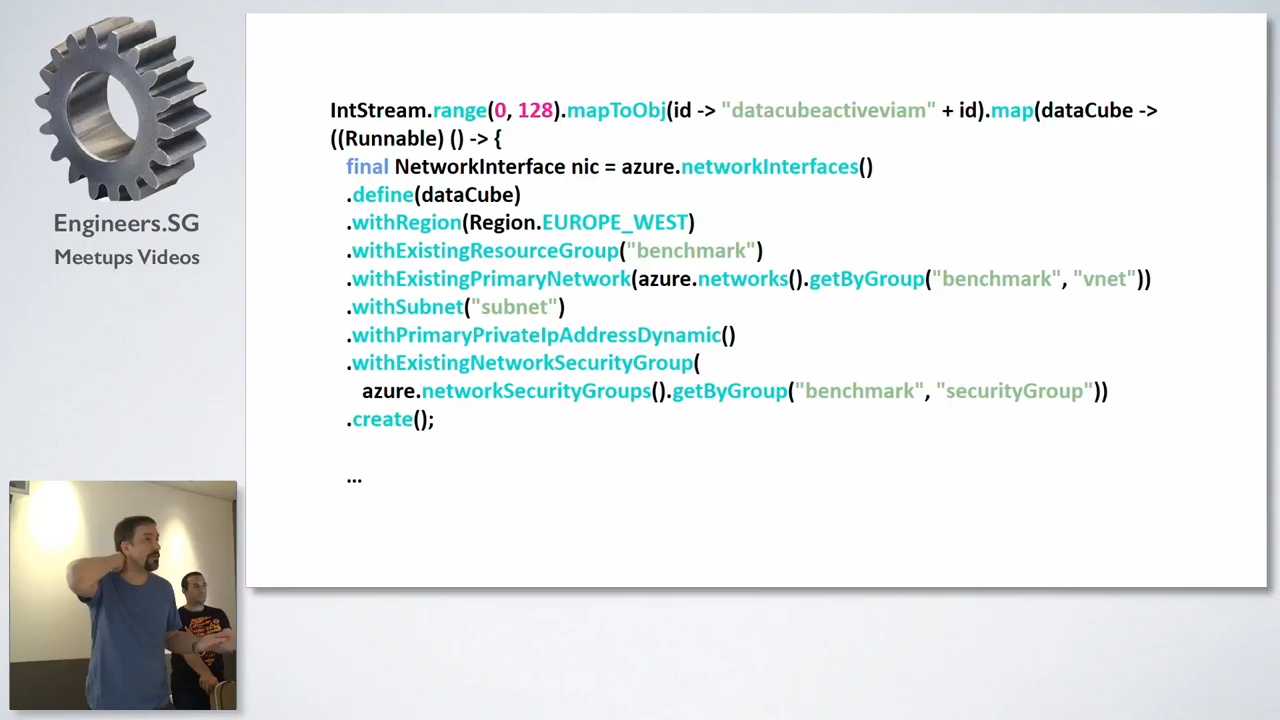 Engineers.SG
Meetups Videos
IntStream.range(0, 128).mapToObj(id -> "datacubeactiveviam" + id).map(dataCube ->
((Runnable) () -> {
final NetworkInterface nic = azure.networkInterfaces()
.define(dataCube)
.withRegion(Region.EUROPE_WEST)
.withExistingResourceGroup("benchmark")
.withExistingPrimaryNetwork(azure.networks().getByGroup("benchmark", "vnet"))
.withSubnet("subnet")
.withPrimaryPrivateIpAddressDynamic()
.withExistingNetworkSecurityGroup(
azure.networkSecurityGroups().getByGroup("benchmark", "securityGroup"))
.create();
...